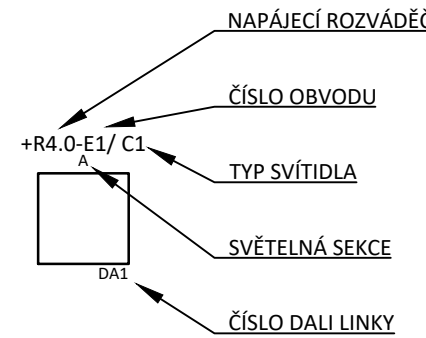 NAPÁJECÍ ROZVÁDĚČ
ČÍSLO OBVODU
+R4.0-E1/ C1
A
TYP SVÍTIDLA
SVĚTELNÁ SEKCE
DA1
ČÍSLO DALI LINKY